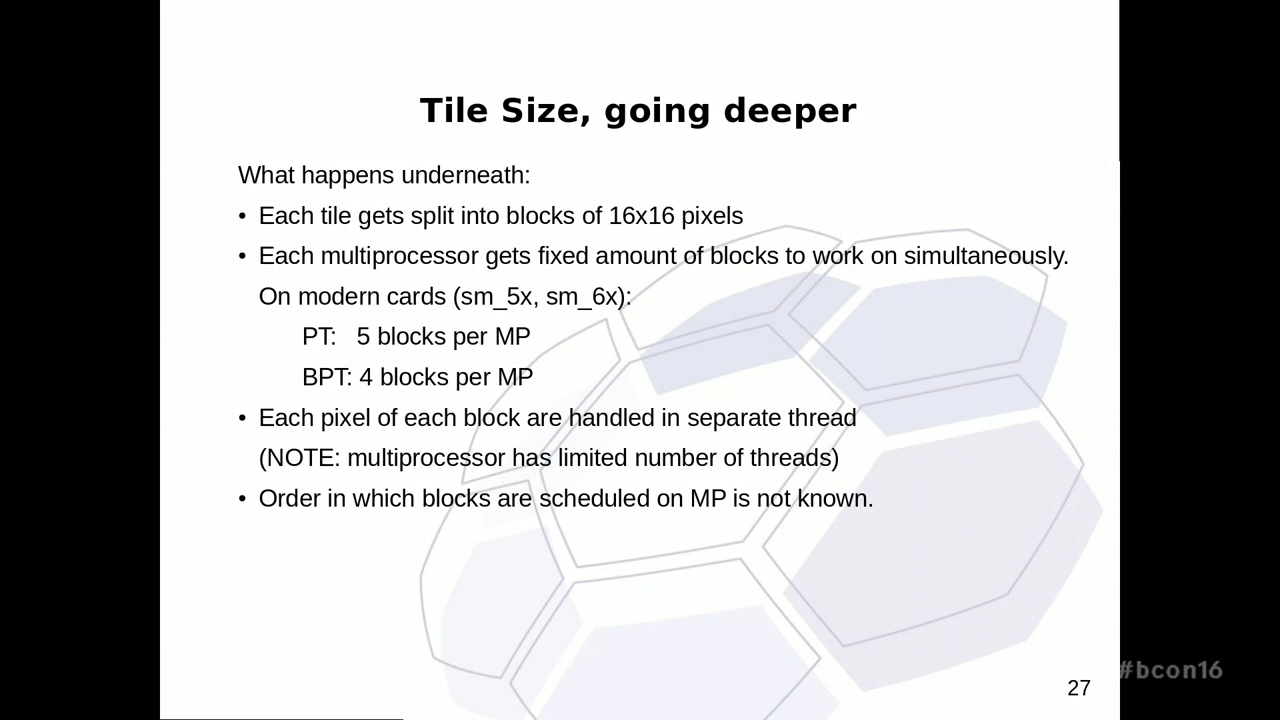 Tile Size, going deeper
What happens underneath:
• Each tile gets split into blocks of 16x16 pixels
• Each multiprocessor gets fixed amount of blocks to work on simultaneously.
On modern cards (sm_5x, sm_6x):
PT: 5 blocks per MP
BPT: 4 blocks per MP
• Each pixel of each block are handled in separate thread
(NOTE: multiprocessor has limited number of threads)
• Order in which blocks are scheduled on MP is not known.
27
#bcon16